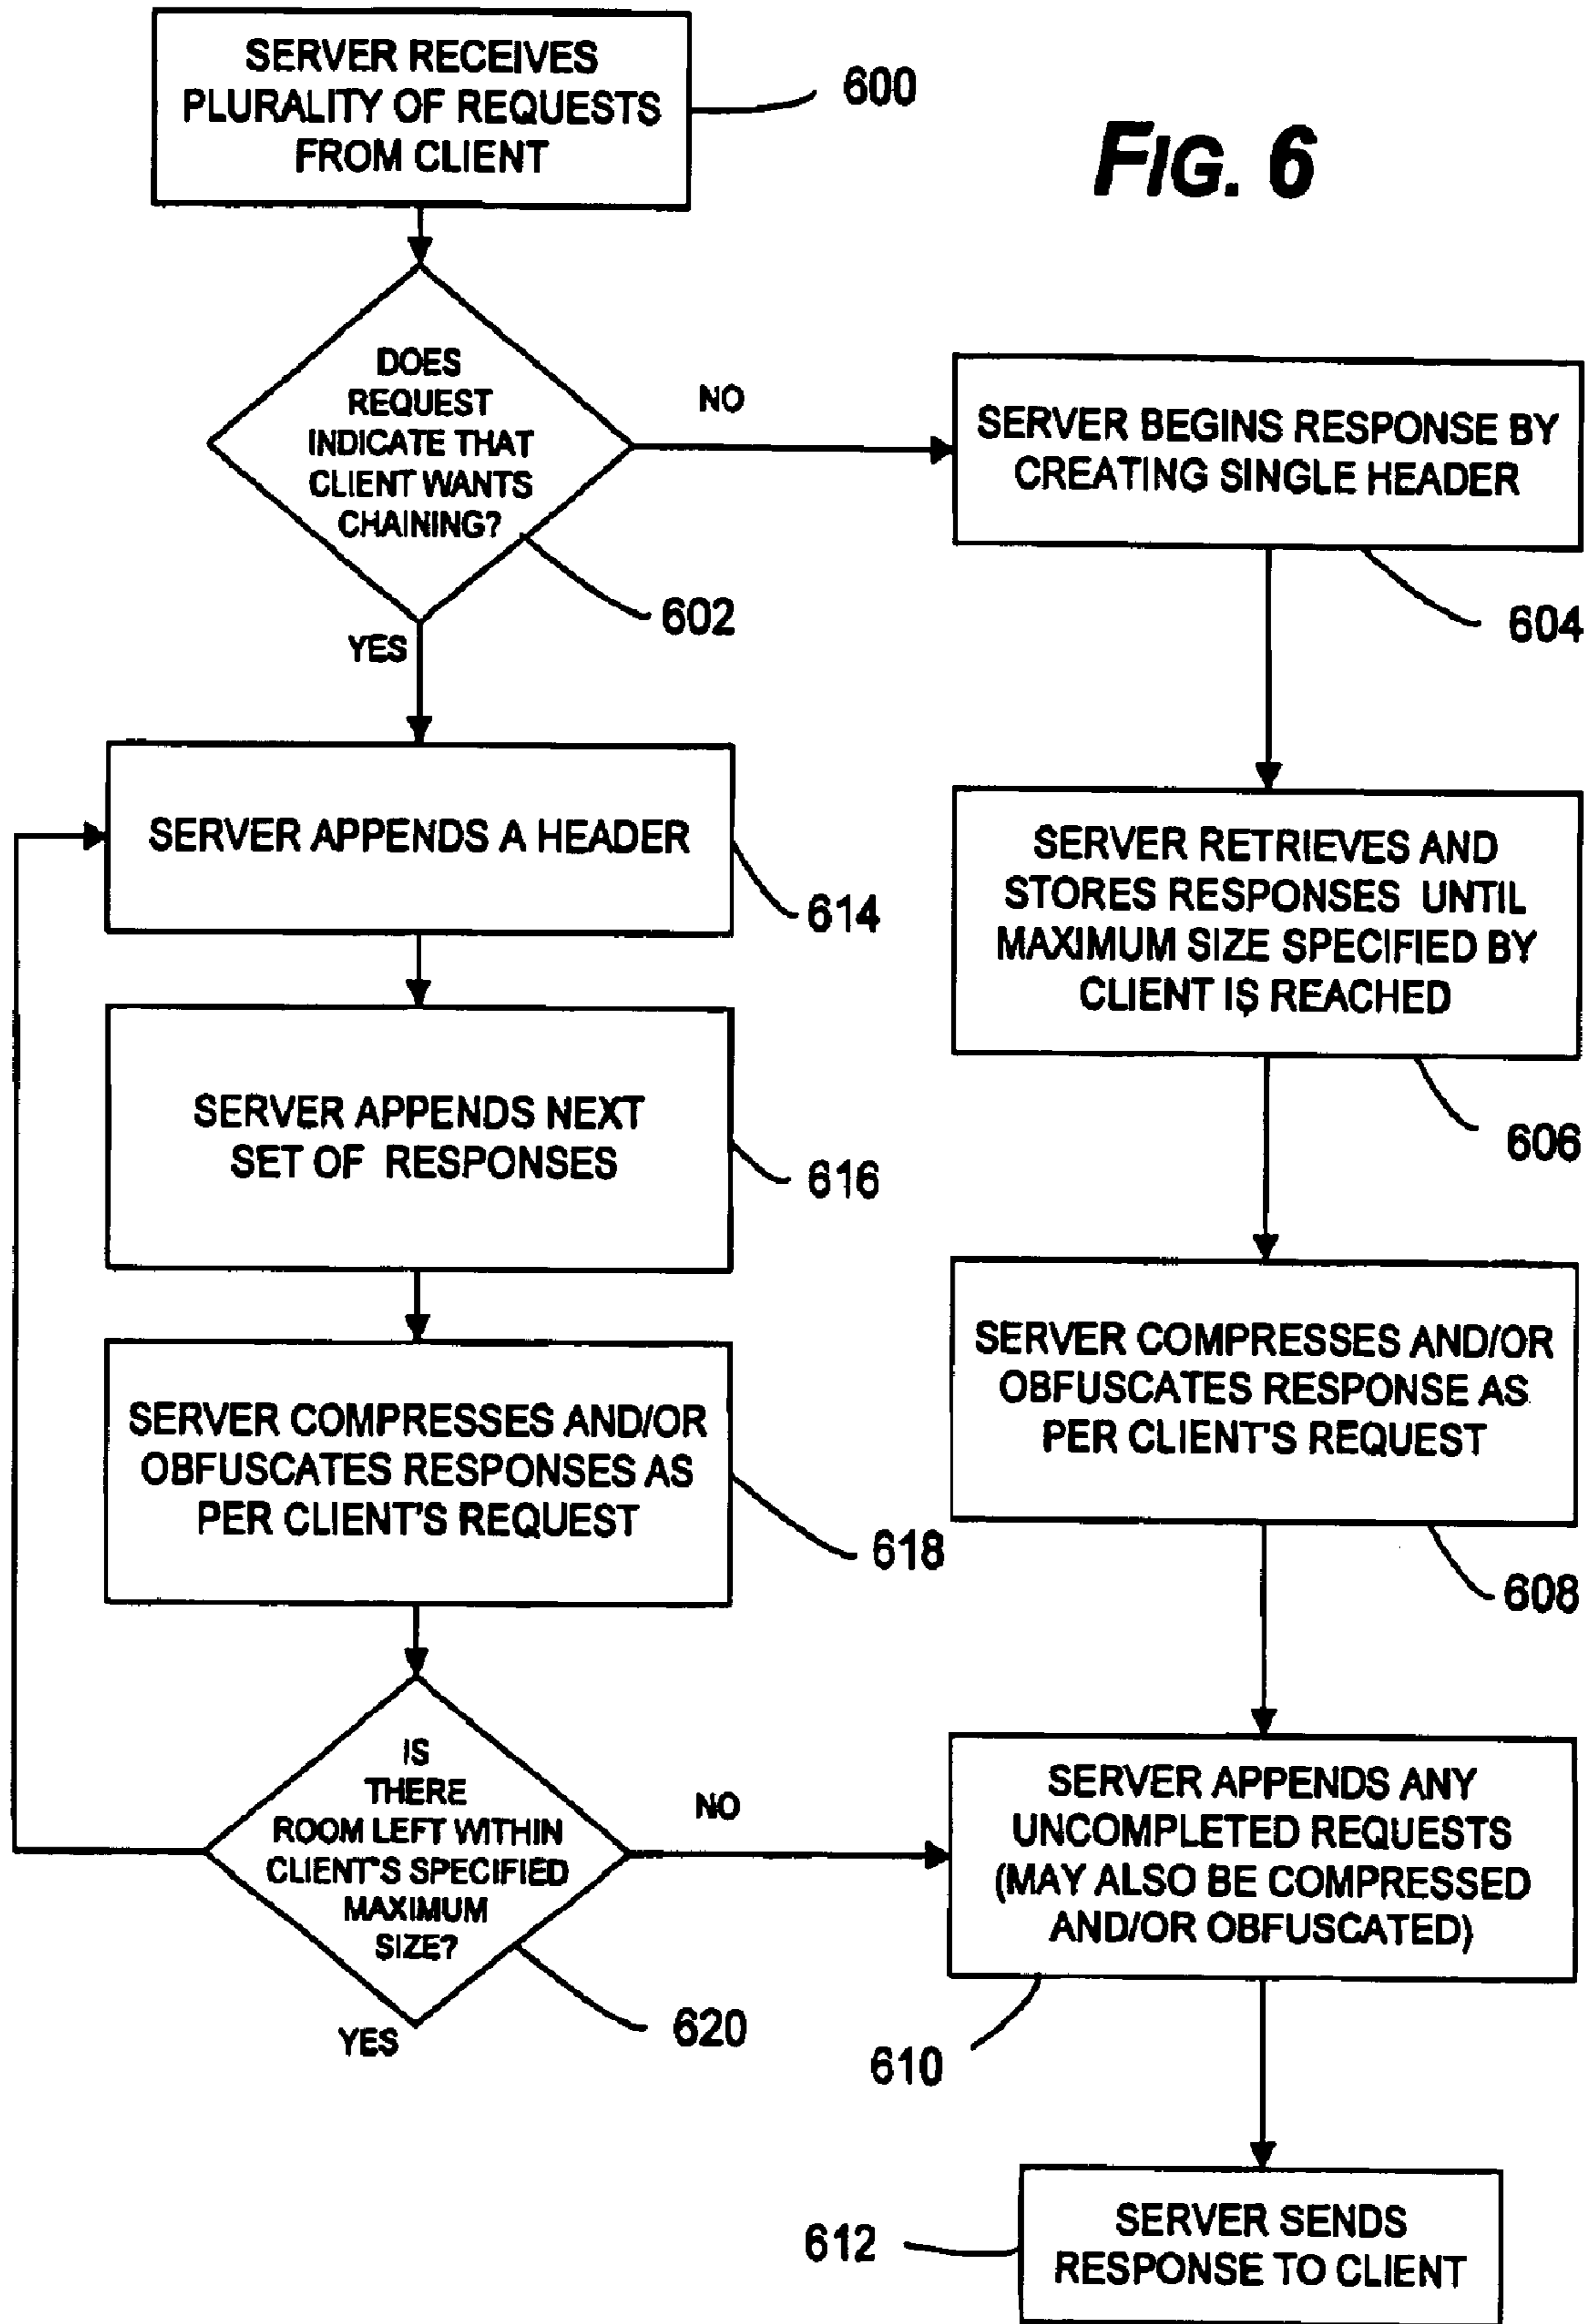 SERVER RECEIVES
PLURALITY OF REQUESTS
FROM CLIENT
600
FIG. 6
DOES
REQUEST
INDICATE THAT
CLIENT WANTS
CHAINING?
602
NO
YES
SERVER BEGINS RESPONSE BY
CREATING SINGLE HEADER
604
SERVER APPENDS A HEADER
614
SERVER RETRIEVES AND
STORES RESPONSES UNTIL
MAXIMUM SIZE SPECIFIED BY
CLIENT IS REACHED
606
SERVER APPENDS NEXT
SET OF RESPONSES
616
SERVER COMPRESSES AND/OR
OBFUSCATES RESPONSE AS
PER CLIENT'S REQUEST
608
SERVER COMPRESSES AND/OR
OBFUSCATES RESPONSES AS
PER CLIENT'S REQUEST
618
IS
THERE
ROOM LEFT WITHIN
CLIENT'S SPECIFIED
MAXIMUM
SIZE?
620
NO
YES
SERVER APPENDS ANY
UNCOMPLETED REQUESTS
(MAY ALSO BE COMPRESSED
AND/OR OBFUSCATED)
610
SERVER SENDS
RESPONSE TO CLIENT
612